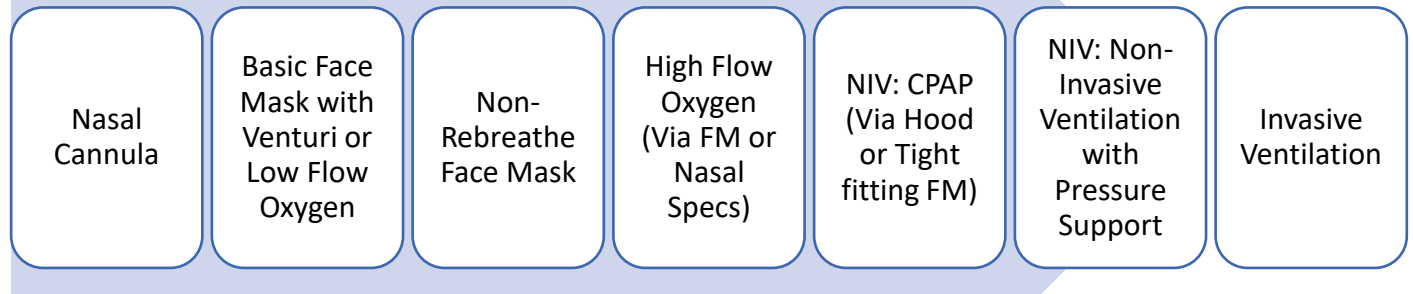 Nasal
Cannula
Basic Face
Mask with
Venturi or
Low Flow
Oxygen
Non-
Rebreathe
Face Mask
High Flow
Oxygen
(Via FM or
Nasal
Specs)
NIV: CPAP
(Via Hood
or Tight
fitting FM)
NIV: Non-
Invasive
Ventilation
with
Pressure
Support
Invasive
Ventilation